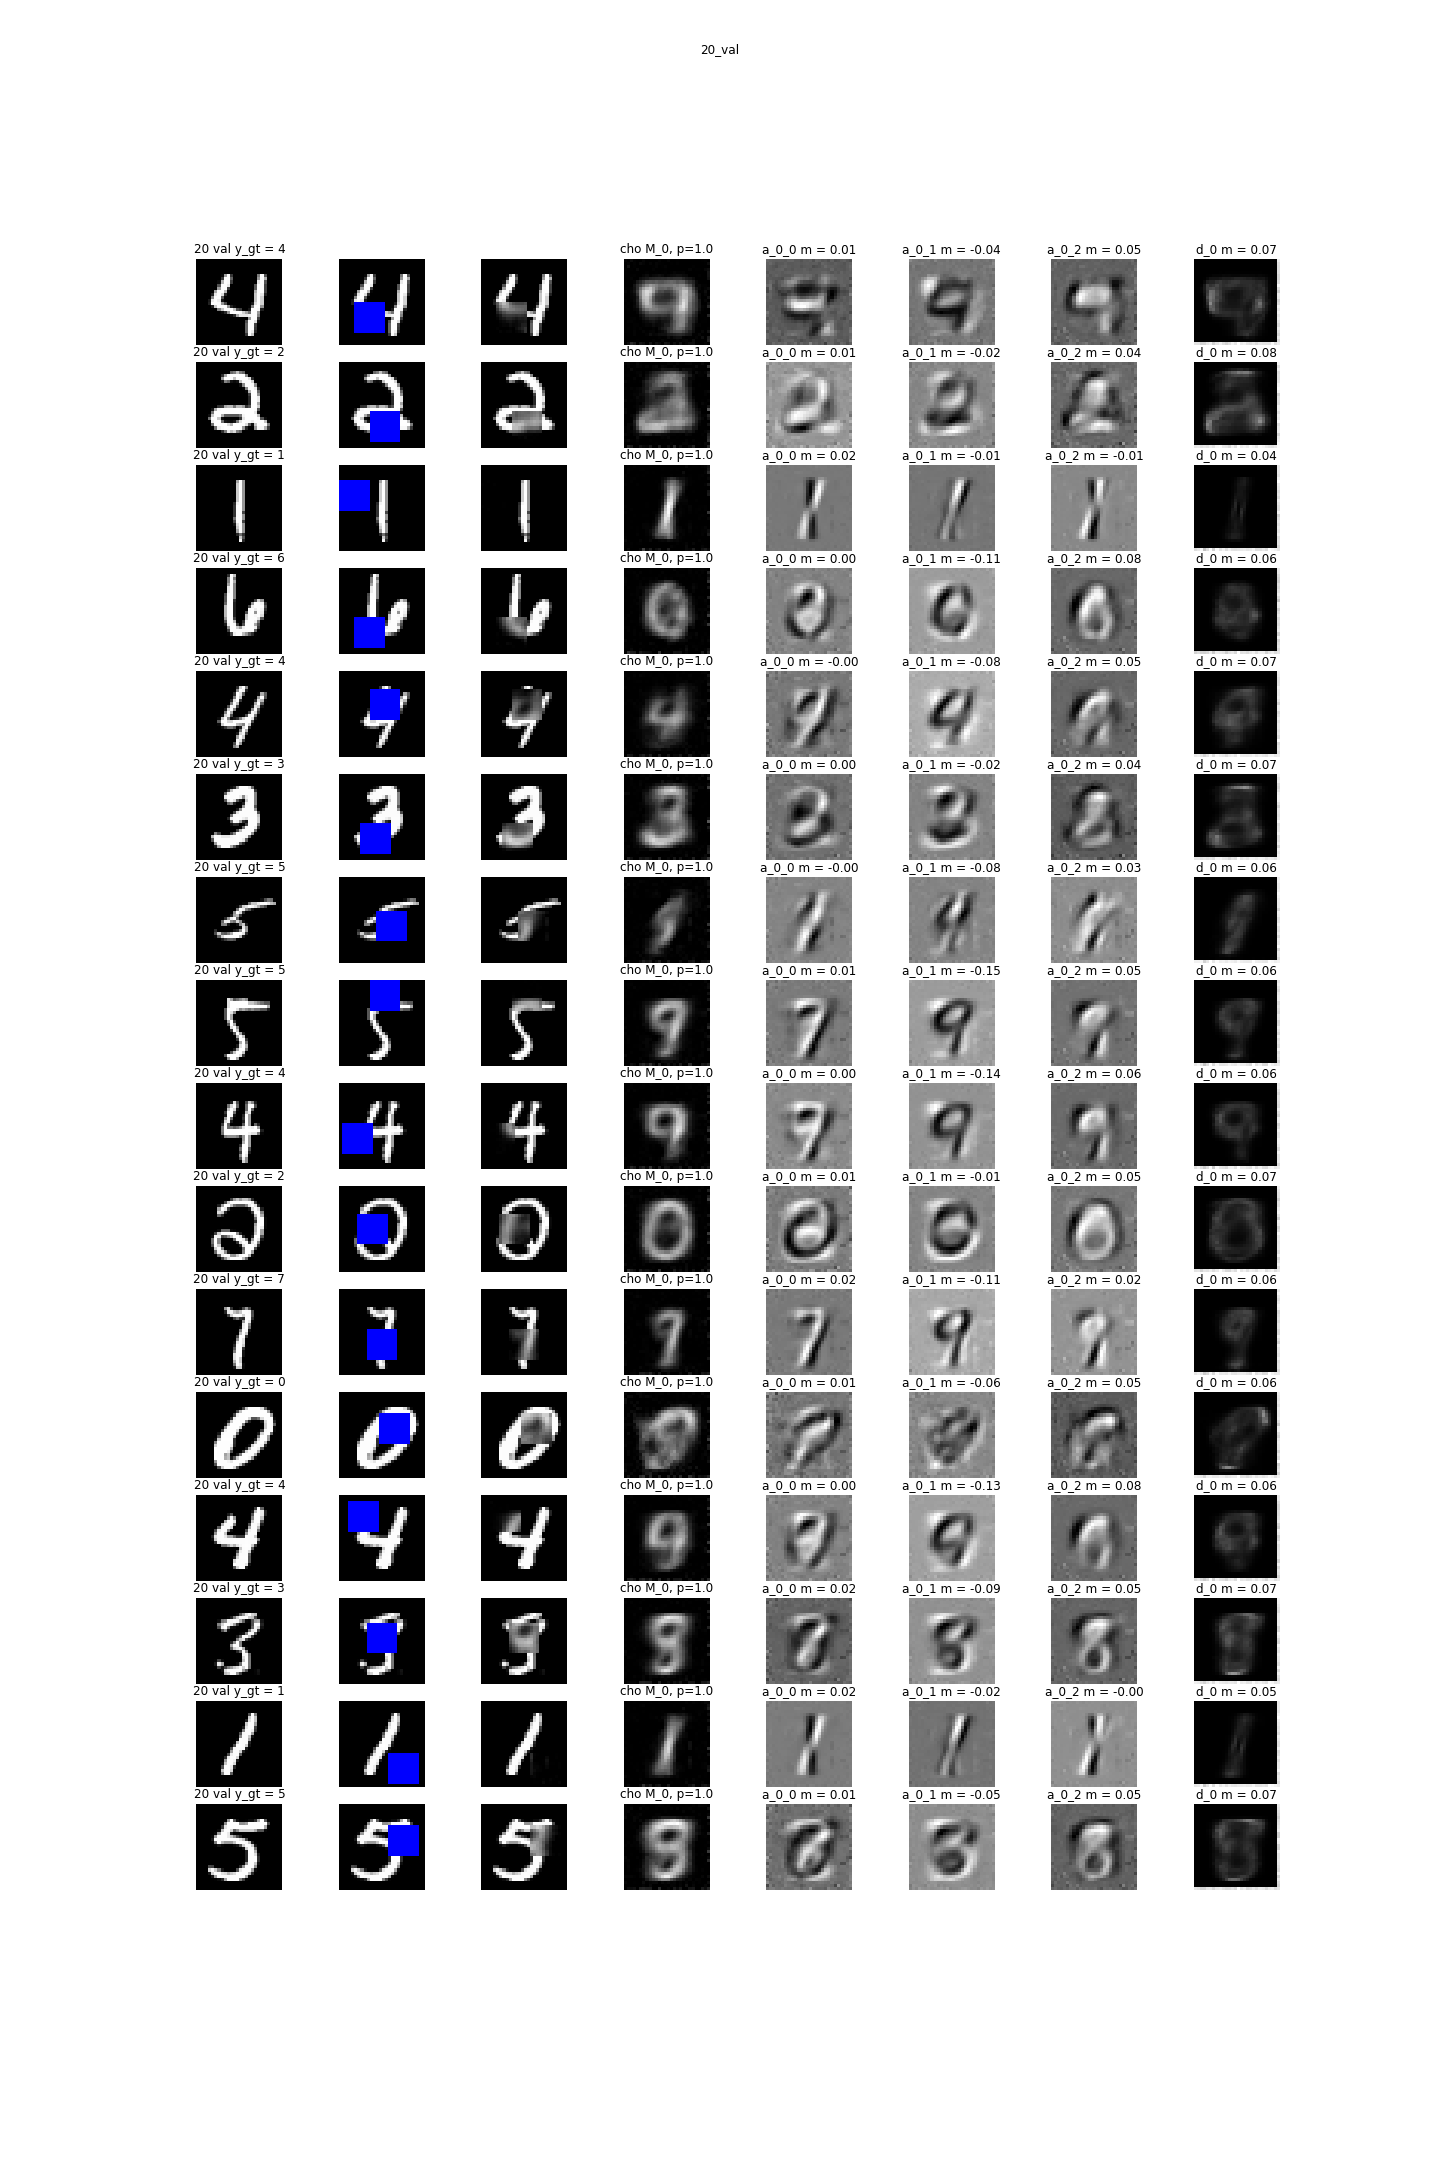 20_val
20 val y_gt = 4 cho M_0, p=1.0 a_0_0 m = 0.01 a_0_1 m = -0.04 a_0_2 m = 0.05 d_0 m = 0.07
20 val y_gt = 2 cho M_0, p=1.0 a_0_0 m = 0.01 a_0_1 m = -0.02 a_0_2 m = 0.04 d_0 m = 0.08
20 val y_gt = 1 cho M_0, p=1.0 a_0_0 m = 0.02 a_0_1 m = -0.01 a_0_2 m = -0.01 d_0 m = 0.04
20 val y_gt = 6 cho M_0, p=1.0 a_0_0 m = 0.00 a_0_1 m = -0.11 a_0_2 m = 0.08 d_0 m = 0.06
20 val y_gt = 4 cho M_0, p=1.0 a_0_0 m = -0.00 a_0_1 m = -0.08 a_0_2 m = 0.05 d_0 m = 0.07
20 val y_gt = 3 cho M_0, p=1.0 a_0_0 m = 0.00 a_0_1 m = -0.02 a_0_2 m = 0.04 d_0 m = 0.07
20 val y_gt = 5 cho M_0, p=1.0 a_0_0 m = -0.00 a_0_1 m = -0.08 a_0_2 m = 0.03 d_0 m = 0.06
20 val y_gt = 5 cho M_0, p=1.0 a_0_0 m = 0.01 a_0_1 m = -0.15 a_0_2 m = 0.05 d_0 m = 0.06
20 val y_gt = 4 cho M_0, p=1.0 a_0_0 m = 0.00 a_0_1 m = -0.14 a_0_2 m = 0.06 d_0 m = 0.06
20 val y_gt = 2 cho M_0, p=1.0 a_0_0 m = 0.01 a_0_1 m = -0.01 a_0_2 m = 0.05 d_0 m = 0.07
20 val y_gt = 7 cho M_0, p=1.0 a_0_0 m = 0.02 a_0_1 m = -0.11 a_0_2 m = 0.02 d_0 m = 0.06
20 val y_gt = 0 cho M_0, p=1.0 a_0_0 m = 0.01 a_0_1 m = -0.06 a_0_2 m = 0.05 d_0 m = 0.06
20 val y_gt = 4 cho M_0, p=1.0 a_0_0 m = 0.00 a_0_1 m = -0.13 a_0_2 m = 0.08 d_0 m = 0.06
20 val y_gt = 3 cho M_0, p=1.0 a_0_0 m = 0.02 a_0_1 m = -0.09 a_0_2 m = 0.05 d_0 m = 0.07
20 val y_gt = 1 cho M_0, p=1.0 a_0_0 m = 0.02 a_0_1 m = -0.02 a_0_2 m = -0.00 d_0 m = 0.05
20 val y_gt = 5 cho M_0, p=1.0 a_0_0 m = 0.01 a_0_1 m = -0.05 a_0_2 m = 0.05 d_0 m = 0.07